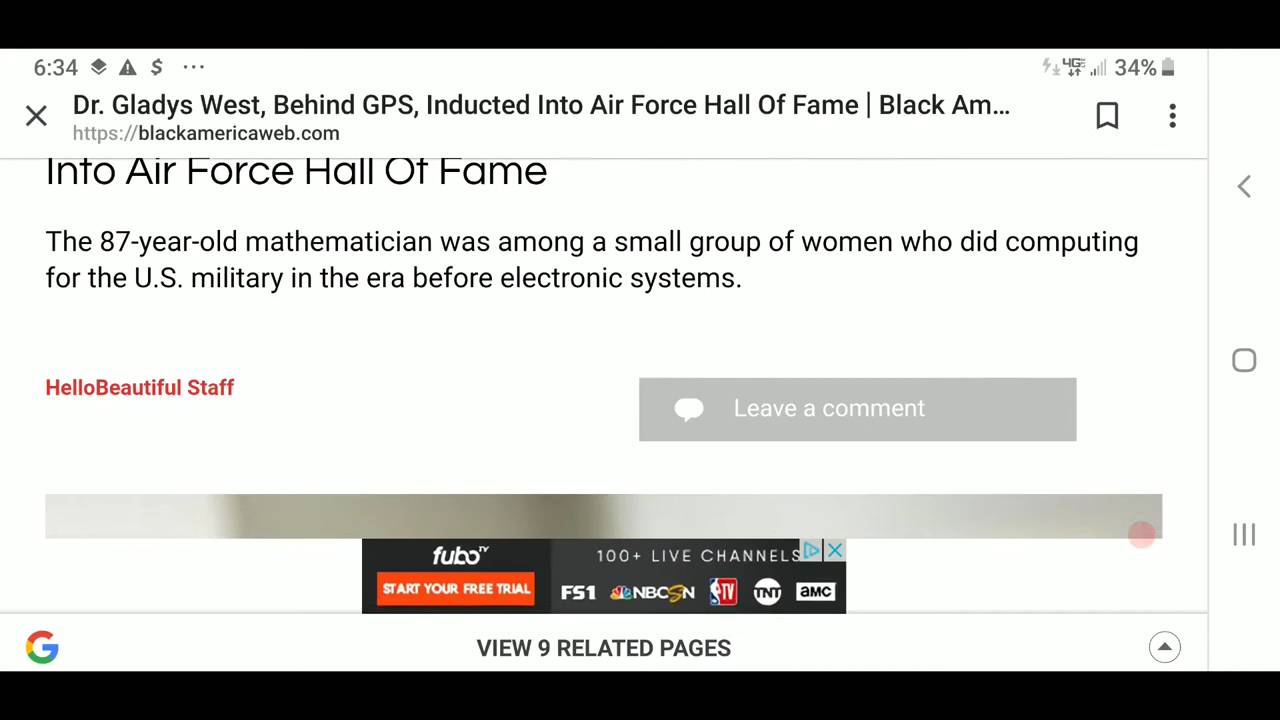 6:34 $ ... 4GE 34%
Dr. Gladys West, Behind GPS, Inducted Into Air Force Hall Of Fame | Black Am...
https://blackamericaweb.com
Into Air Force Hall Of Fame
The 87-year-old mathematician was among a small group of women who did computing
for the U.S. military in the era before electronic systems.
HelloBeautiful Staff
Leave a comment
fubo TV
START YOUR FREE TRIAL
100+ LIVE CHANNELS
FS1 NBCSN TV TNT aMC
G VIEW 9 RELATED PAGES